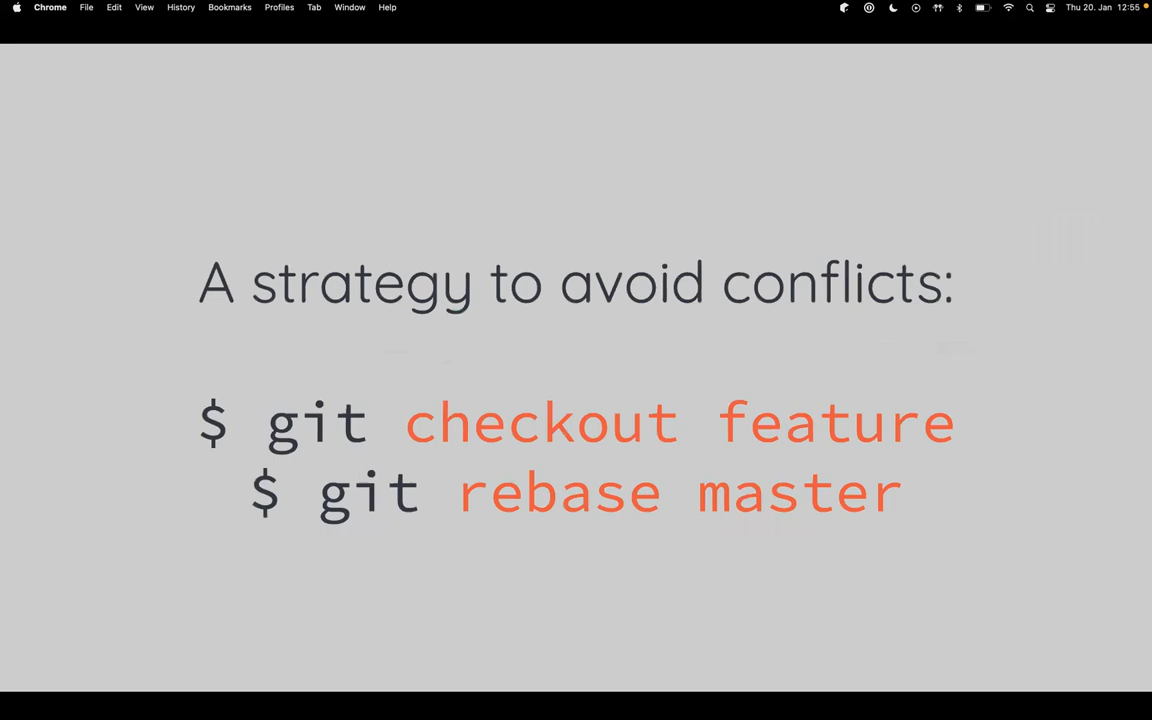 Chrome File Edit View History Bookmarks Profiles Tab Window Help Thu 20. Jan 12:55
A strategy to avoid conflicts:
$ git checkout feature
$ git rebase master